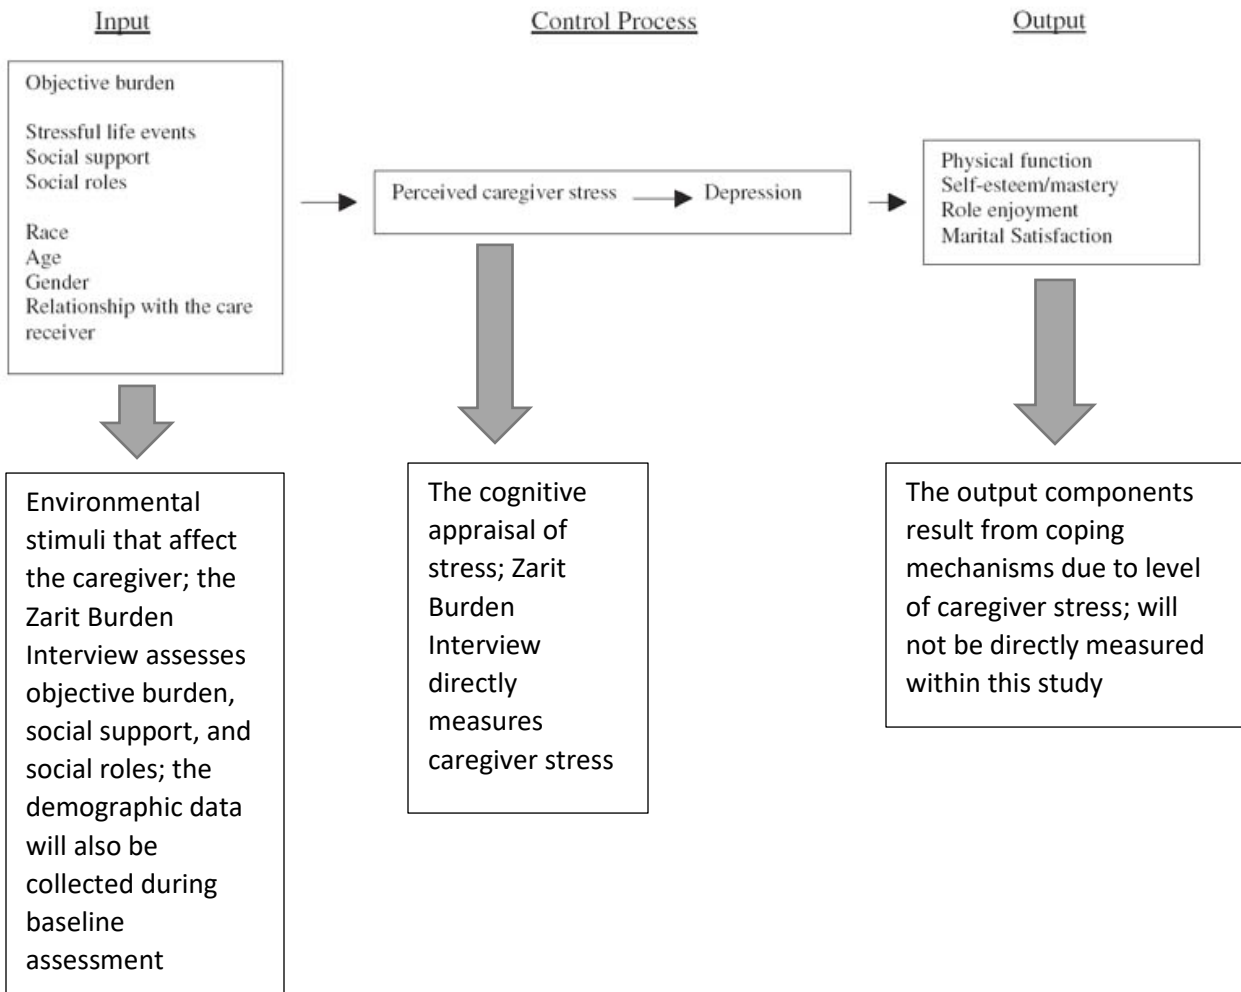 Input
Control Process
Output
Objective burden
Stressful life events
Social support
Social roles
Race
Age
Gender
Relationship with the care
receiver
Perceived caregiver stress
Depression
Physical function
Self-esteem/mastery
Role enjoyment
Marital Satisfaction
Environmental
stimuli that affect
the caregiver; the
Zarit Burden
Interview assesses
objective burden,
social support, and
social roles; the
demographic data
will also be
collected during
baseline
assessment
The cognitive
appraisal of
stress; Zarit
Burden
Interview
directly
measures
caregiver stress
The output components
result from coping
mechanisms due to level
of caregiver stress; will
not be directly measured
within this study